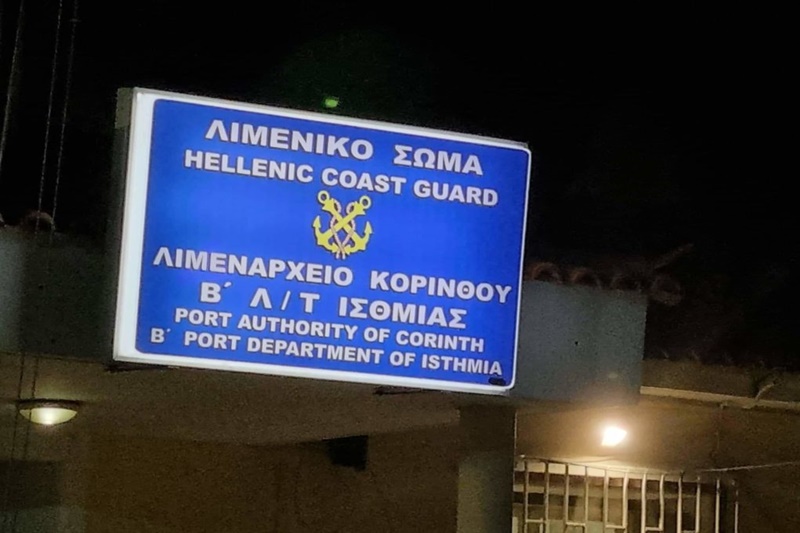 ΛΙΜΕΝΙΚΟ ΣΩΜΑ
HELLENIC COAST GUARD
ΛΙΜΕΝΑΡΧΕΙΟ ΚΟΡΙΝΘΟΥ
Β΄ Λ/Τ ΙΣΘΜΙΑΣ
PORT AUTHORITY OF CORINTH
Β΄ PORT DEPARTMENT OF ISTHMIA